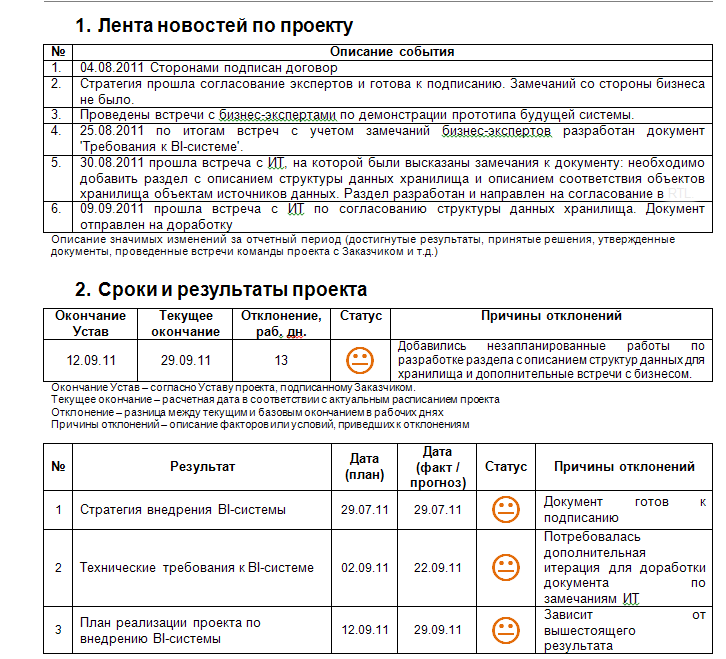 1. Лента новостей по проекту
№ Описание события
1. 04.08.2011 Сторонами подписан договор
2. Стратегия прошла согласование экспертов и готова к подписанию. Замечаний со стороны бизнеса
не было.
3. Проведены встречи с бизнес-экспертами по демонстрации прототипа будущей системы.
4. 25.08.2011 по итогам встреч с учетом замечаний бизнес-экспертов разработан документ
'Требования к BI-системе'.
5. 30.08.2011 прошла встреча с ИТ, на которой были высказаны замечания к документу: необходимо
добавить раздел с описанием структуры данных хранилища и описанием соответствия объектов
хранилища объектам источников данных. Раздел разработан и направлен на согласование в
6. 09.09.2011 прошла встреча с ИТ по согласованию структуры данных хранилища. Документ
отправлен на доработку
Описание значимых изменений за отчетный период (достигнутые результаты, принятые решения, утвержденные
документы, проведенные встречи команды проекта с Заказчиком и т.д.)
2. Сроки и результаты проекта
Окончание Текущее Отклонение, Статус Причины отклонений
Устав окончание раб. дн.
12.09.11 29.09.11 13 Добавились незапланированные работы по
разработке раздела с описанием структур данных для
хранилища и дополнительные встречи с бизнесом.
Окончание Устав – согласно Уставу проекта, подписанному Заказчиком.
Текущее окончание – расчетная дата в соответствии с актуальным расписанием проекта
Отклонение – разница между текущим и базовым окончанием в рабочих днях
Причины отклонений – описание факторов или условий, приведших к отклонениям
№ Результат Дата (план) Дата (факт / прогноз) Статус Причины отклонений
1 Стратегия внедрения BI-системы 29.07.11 29.07.11 Документ готов к
подписанию
2 Технические требования к BI-системе 02.09.11 22.09.11 Потребовалась
дополнительная
итерация для доработки
документа по
замечаниям ИТ
3 План реализации проекта по
внедрению BI-системы 12.09.11 29.09.11 Зависит от
вышестоящего
результата